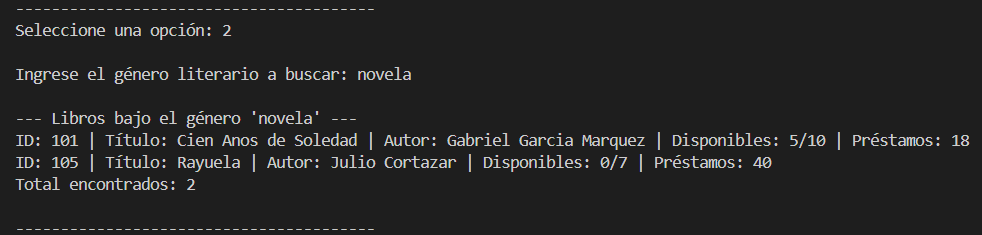 ----------------------------------------
Seleccione una opción: 2
Ingrese el género literario a buscar: novela
--- Libros bajo el género 'novela' ---
ID: 101 | Título: Cien Anos de Soledad | Autor: Gabriel Garcia Marquez | Disponibles: 5/10 | Préstamos: 18
ID: 105 | Título: Rayuela | Autor: Julio Cortazar | Disponibles: 0/7 | Préstamos: 40
Total encontrados: 2
----------------------------------------